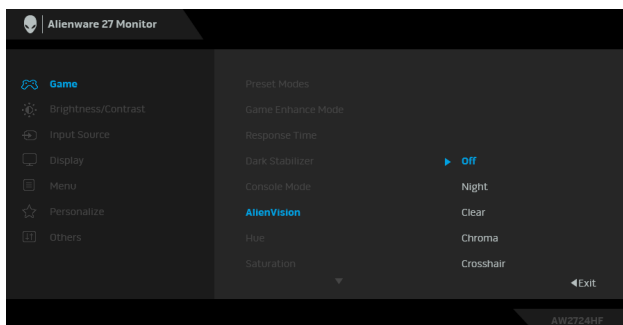 Alienware 27 Monitor
Game
Preset Modes
Brightness/Contrast
Game Enhance Mode
Input Source
Response Time
Display
Dark Stabilizer
Off
Menu
Console Mode
Night
Personalize
AlienVision
Clear
Others
Hue
Chroma
Saturation
Crosshair
Exit
AW2724HF